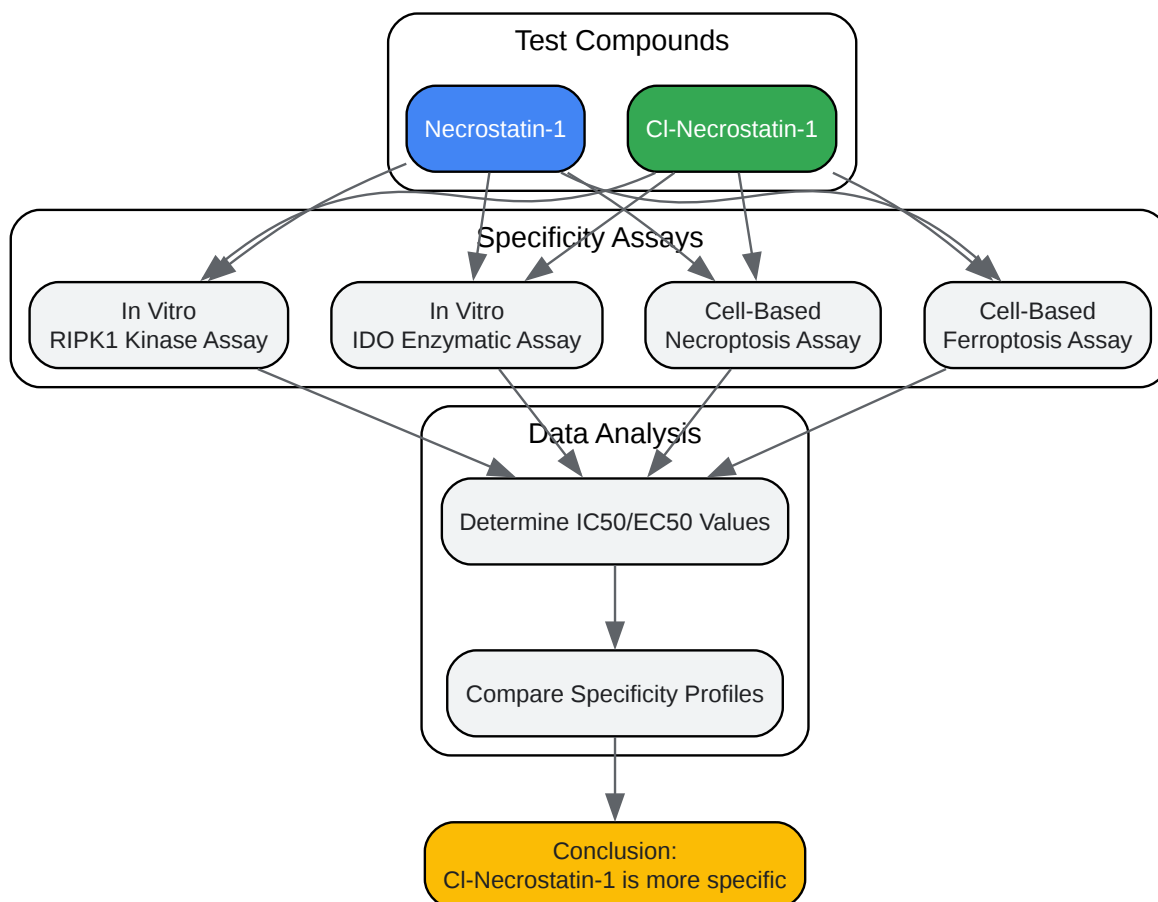 Test Compounds
Necrostatin-1
Cl-Necrostatin-1
Specificity Assays
In Vitro
RIPK1 Kinase Assay
In Vitro
IDO Enzymatic Assay
Cell-Based
Necroptosis Assay
Cell-Based
Ferroptosis Assay
Data Analysis
Determine IC50/EC50 Values
Compare Specificity Profiles
Conclusion:
Cl-Necrostatin-1 is more specific